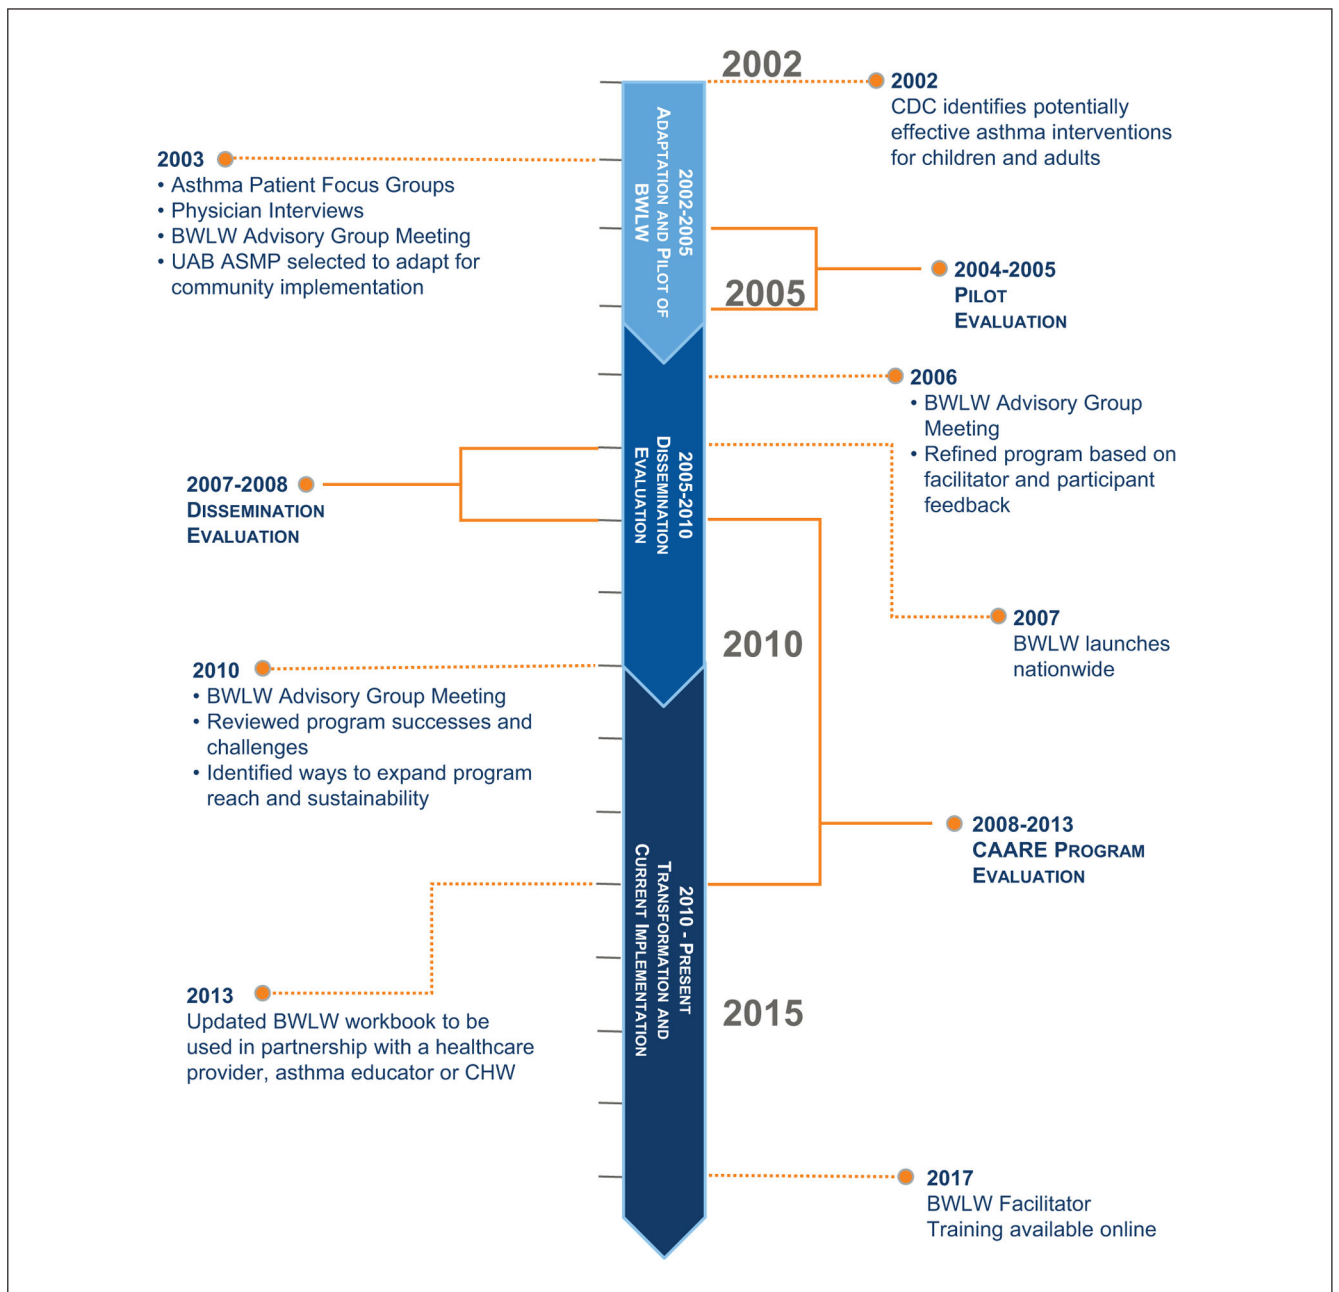 2002
2002
CDC identifies potentially
effective asthma interventions
for children and adults
2003
• Asthma Patient Focus Groups
• Physician Interviews
• BWLW Advisory Group Meeting
• UAB ASMP selected to adapt for
community implementation
2002-2005
ADAPTATION AND PILOT OF
BWLW
2005
2004-2005
PILOT
EVALUATION
2006
• BWLW Advisory Group
Meeting
• Refined program based on
facilitator and participant
feedback
2005-2010
DISSEMINATION
EVALUATION
2007-2008
DISSEMINATION
EVALUATION
2007
BWLW launches
nationwide
2010
2010
• BWLW Advisory Group Meeting
• Reviewed program successes and
challenges
• Identified ways to expand program
reach and sustainability
2008-2013
CAARE PROGRAM
EVALUATION
2010 - PRESENT
TRANSFORMATION AND
CURRENT IMPLEMENTATION
2013
Updated BWLW workbook to be
used in partnership with a healthcare
provider, asthma educator or CHW
2015
2017
BWLW Facilitator
Training available online